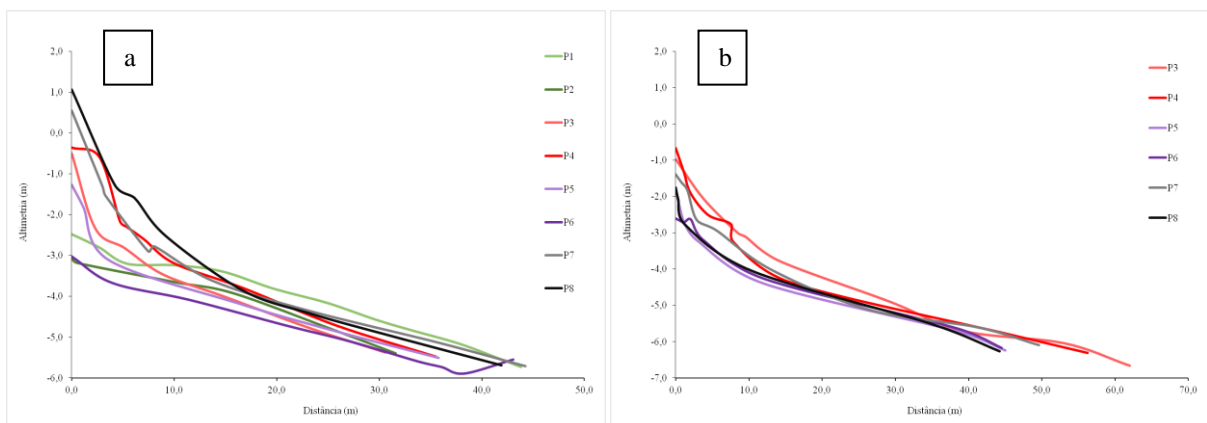 a
2,0
1,0
0,0
-1,0
-2,0
-3,0
-4,0
-5,0
-6,0
0,0 10,0 20,0 30,0 40,0 50,0
Altimetria (m)
Distância (m)
P1
P2
P3
P4
P5
P6
P7
P8
b
2,0
1,0
0,0
-1,0
-2,0
-3,0
-4,0
-5,0
-6,0
-7,0
0,0 10,0 20,0 30,0 40,0 50,0 60,0 70,0
Altimetria (m)
Distância (m)
P3
P4
P5
P6
P7
P8